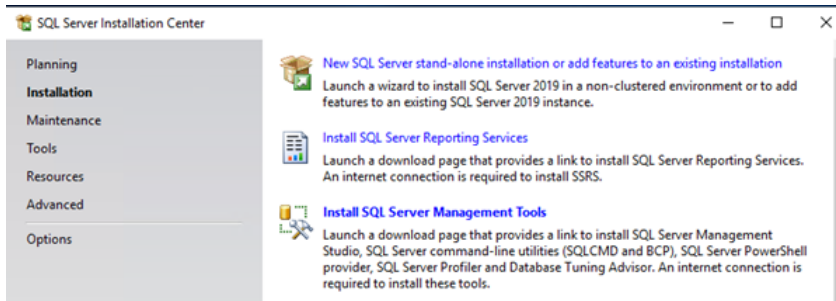 SQL Server Installation Center
Planning
Installation
Maintenance
Tools
Resources
Advanced
Options
New SQL Server stand-alone installation or add features to an existing installation
Launch a wizard to install SQL Server 2019 in a non-clustered environment or to add
features to an existing SQL Server 2019 instance.
Install SQL Server Reporting Services
Launch a download page that provides a link to install SQL Server Reporting Services.
An internet connection is required to install SSRS.
Install SQL Server Management Tools
Launch a download page that provides a link to install SQL Server Management
Studio, SQL Server command-line utilities (SQLCMD and BCP), SQL Server PowerShell
provider, SQL Server Profiler and Database Tuning Advisor. An internet connection is
required to install these tools.